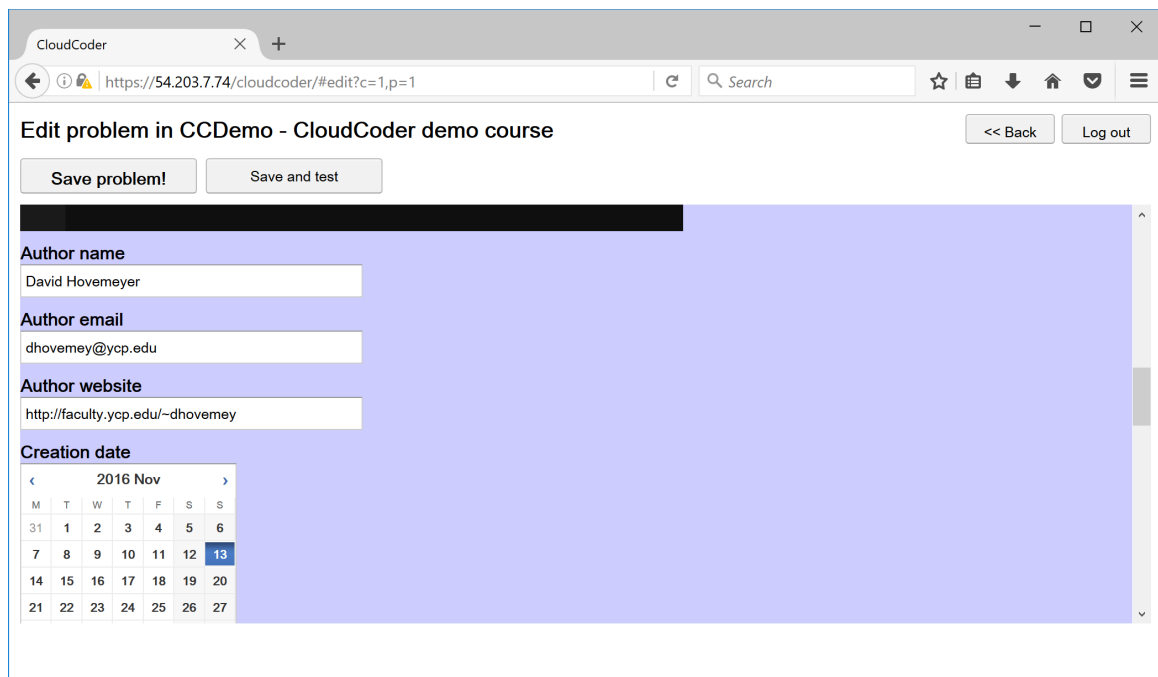 CloudCoder
https://54.203.7.74/cloudcoder/#edit?c=1,p=1 Search
Edit problem in CCDemo - CloudCoder demo course << Back Log out
Save problem! Save and test
Author name
David Hovemeyer
Author email
dhovemey@ycp.edu
Author website
http://faculty.ycp.edu/~dhovemey
Creation date
‹ 2016 Nov ›
M T W T F S S
31 1 2 3 4 5 6
7 8 9 10 11 12 13
14 15 16 17 18 19 20
21 22 23 24 25 26 27